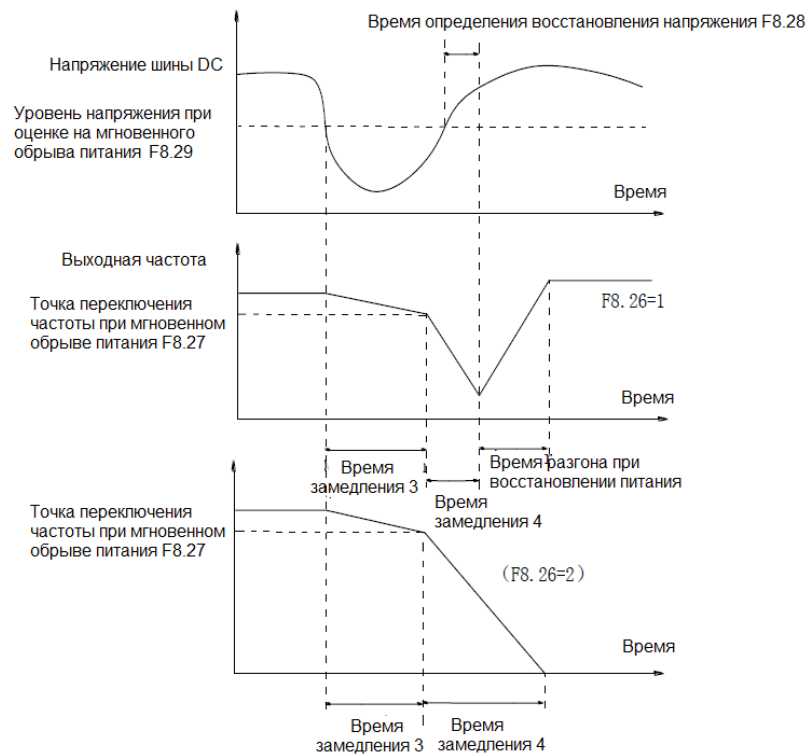 Время определения восстановления напряжения F8.28
Напряжение шины DC
Уровень напряжения при
оценке на мгновенного
обрыва питания F8.29
Время
Выходная частота
Точка переключения
частоты при мгновенном
обрыве питания F8.27
F8.26=1
Время
Время
замедления 3
Время разгона при
восстановлении питания
Время
замедления 4
Точка переключения
частоты при мгновенном
обрыве питания F8.27
(F8.26=2)
Время
Время
замедления 3
Время
замедления 4